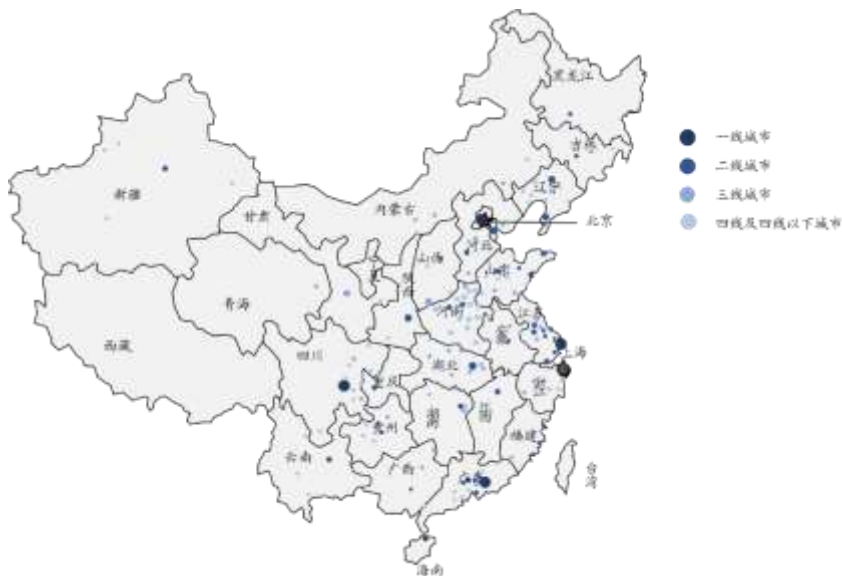 黑龙江
吉林
辽宁
新疆
甘肃
内蒙古
北京
河北
山西
山东
青海
陕西
河南
江苏
西藏
安徽
上海
四川
重庆
湖北
浙江
湖南
江西
贵州
福建
云南
广西
台湾
海南
一线城市
二线城市
三线城市
四线及四线以下城市